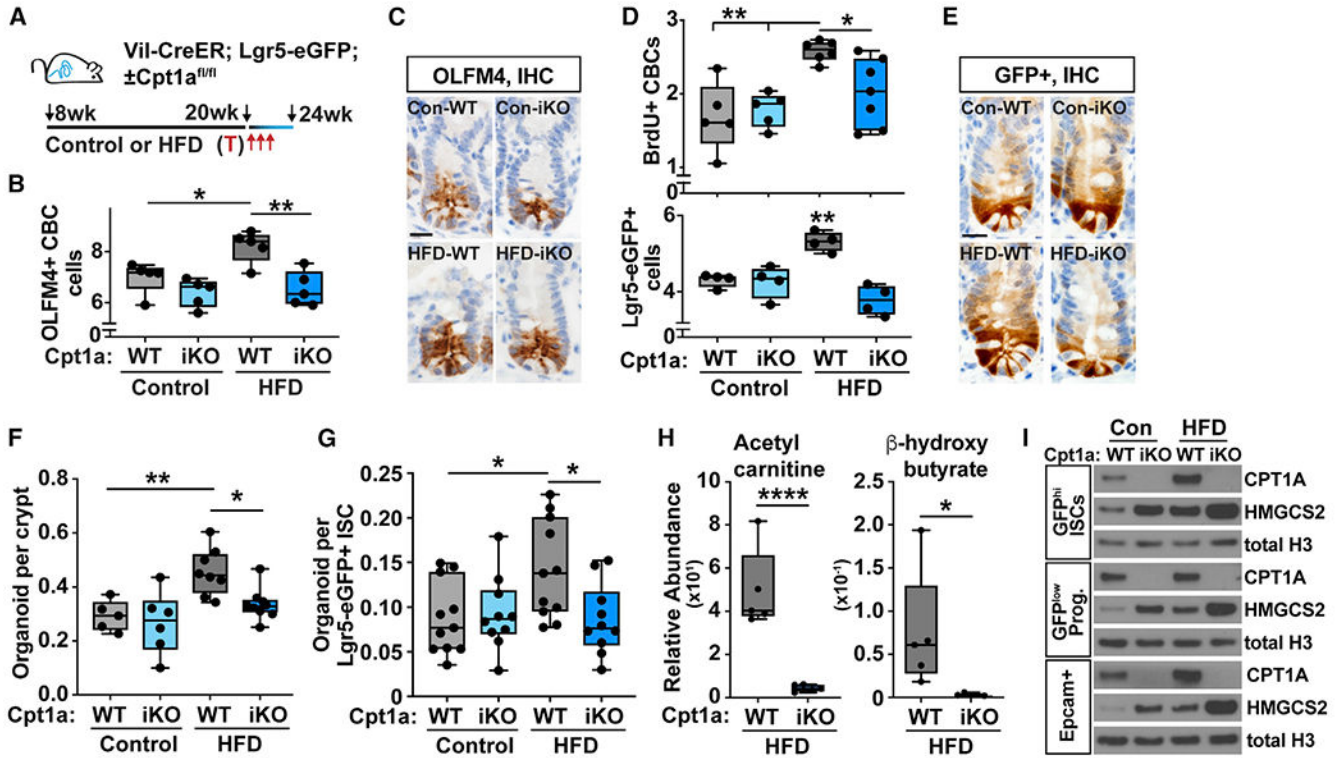 A
Vil-CreER; Lgr5-eGFP;
±Cpt1a^fl/fl
8wk 20wk 24wk
Control or HFD (T)
B
OLFM4+ CBC
cells
8
6
0
* **
Cpt1a: WT iKO WT iKO
Control HFD
C
OLFM4, IHC
Con-WT Con-iKO
HFD-WT HFD-iKO
D
BrdU+ CBCs
3
2
1
0
** *
Lgr5-eGFP+
cells
6
4
2
0
**
Cpt1a: WT iKO WT iKO
Control HFD
E
GFP+, IHC
Con-WT Con-iKO
HFD-WT HFD-iKO
F
Organoid per crypt
0.8
0.6
0.4
0.2
0.0
** *
Cpt1a: WT iKO WT iKO
Control HFD
G
Organoid per
Lgr5-eGFP+ ISC
0.25
0.20
0.15
0.10
0.05
0
* *
Cpt1a: WT iKO WT iKO
Control HFD
H
Acetyl
carnitine
Relative Abundance
(x10¹)
10
8
6
4
2
0
****
Cpt1a: WT iKO
HFD
β-hydroxy
butyrate
(x10⁻¹)
2.5
2.0
1.5
1.0
0.5
0
*
WT iKO
HFD
I
Con HFD
Cpt1a: WT iKO WT iKO
GFP^hi
ISCs
CPT1A
HMGCS2
total H3
GFP^low
Prog.
CPT1A
HMGCS2
total H3
Epcam+
CPT1A
HMGCS2
total H3